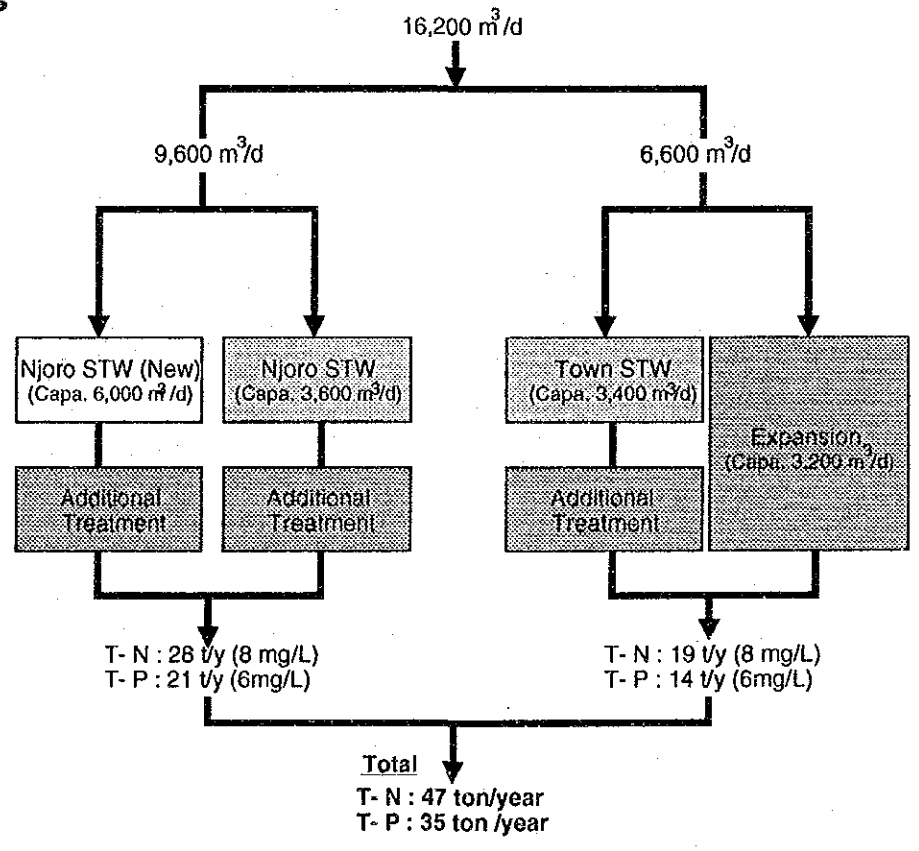 16,200 m³/d
9,600 m³/d
6,600 m³/d
Njoro STW (New)
(Capa. 6,000 m³/d)
Njoro STW
(Capa. 3,600 m³/d)
Town STW
(Capa. 3,400 m³/d)
Expansion
(Capa. 3,200 m³/d)
Additional
Treatment
Additional
Treatment
Additional
Treatment
T- N : 28 t/y (8 mg/L)
T- P : 21 t/y (6mg/L)
T- N : 19 t/y (8 mg/L)
T- P : 14 t/y (6mg/L)
Total
T- N : 47 ton/year
T- P : 35 ton /year